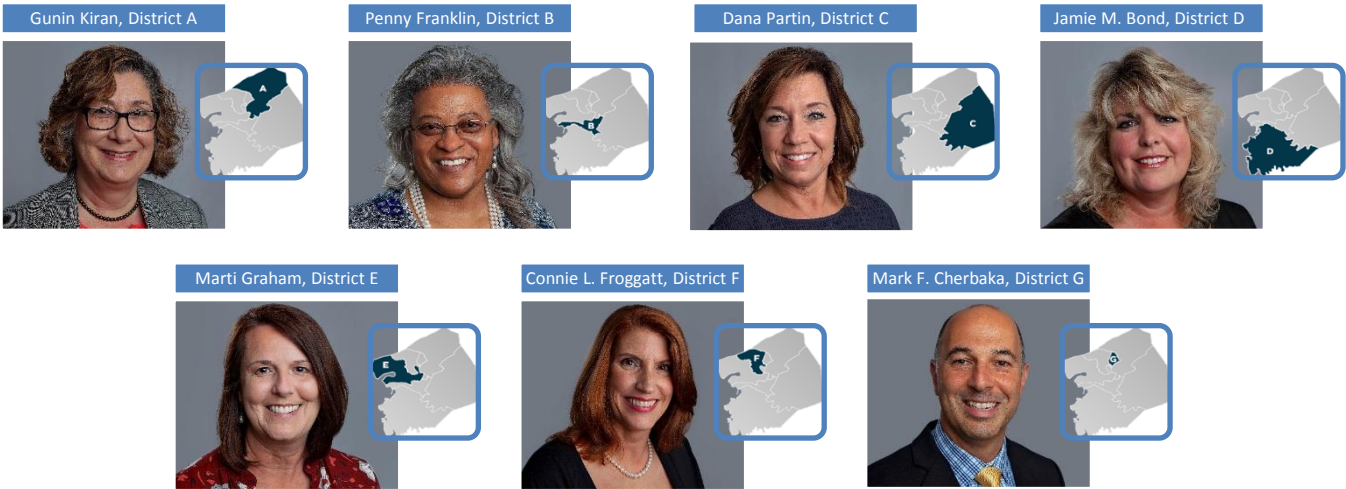 Gunin Kiran, District A
Penny Franklin, District B
Dana Partin, District C
Jamie M. Bond, District D
A
B
C
D
Marti Graham, District E
Connie L. Froggatt, District F
Mark F. Cherbaka, District G
E
F
G